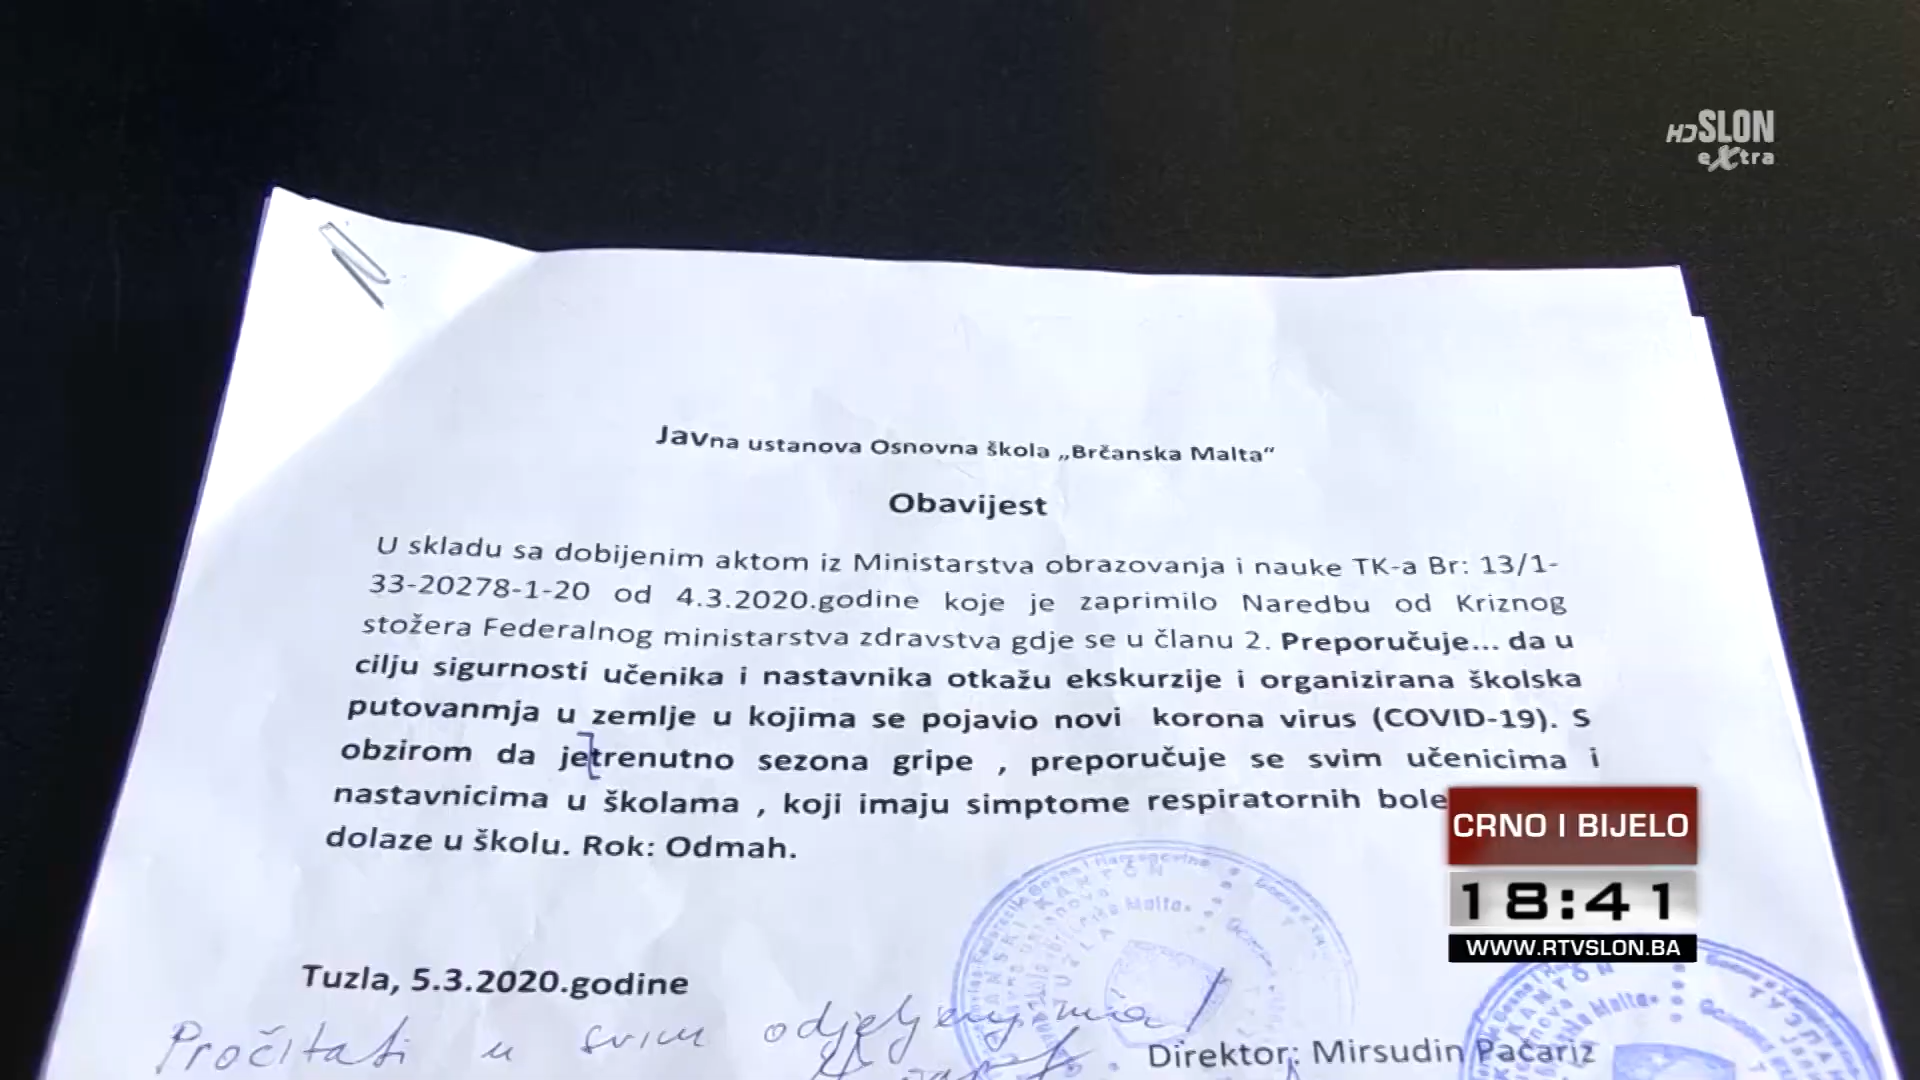 HD SLON
extra
Javna ustanova Osnovna škola „Brčanska Malta“
Obavijest
U skladu sa dobijenim aktom iz Ministarstva obrazovanja i nauke TK-a Br: 13/1-
33-20278-1-20 od 4.3.2020.godine koje je zaprimilo Naredbu od Kriznog
stožera Federalnog ministarstva zdravstva gdje se u članu 2. Preporučuje... da u
cilju sigurnosti učenika i nastavnika otkažu ekskurzije i organizirana školska
putovanmja u zemlje u kojima se pojavio novi korona virus (COVID-19). S
obzirom da jetrenutno sezona gripe , preporučuje se svim učenicima i
nastavnicima u školama , koji imaju simptome respiratornih
dolaze u školu. Rok: Odmah.
CRNO I BIJELO
18:41
WWW.RTVSLON.BA
Tuzla, 5.3.2020.godine
Pročitati u svim odjeljenjima!
Direktor: Mirsudin Pačariz